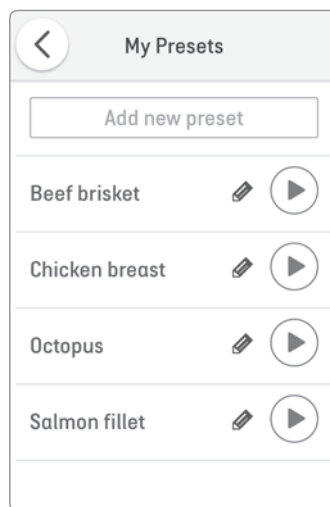 My Presets
Add new preset
Beef brisket
Chicken breast
Octopus
Salmon fillet